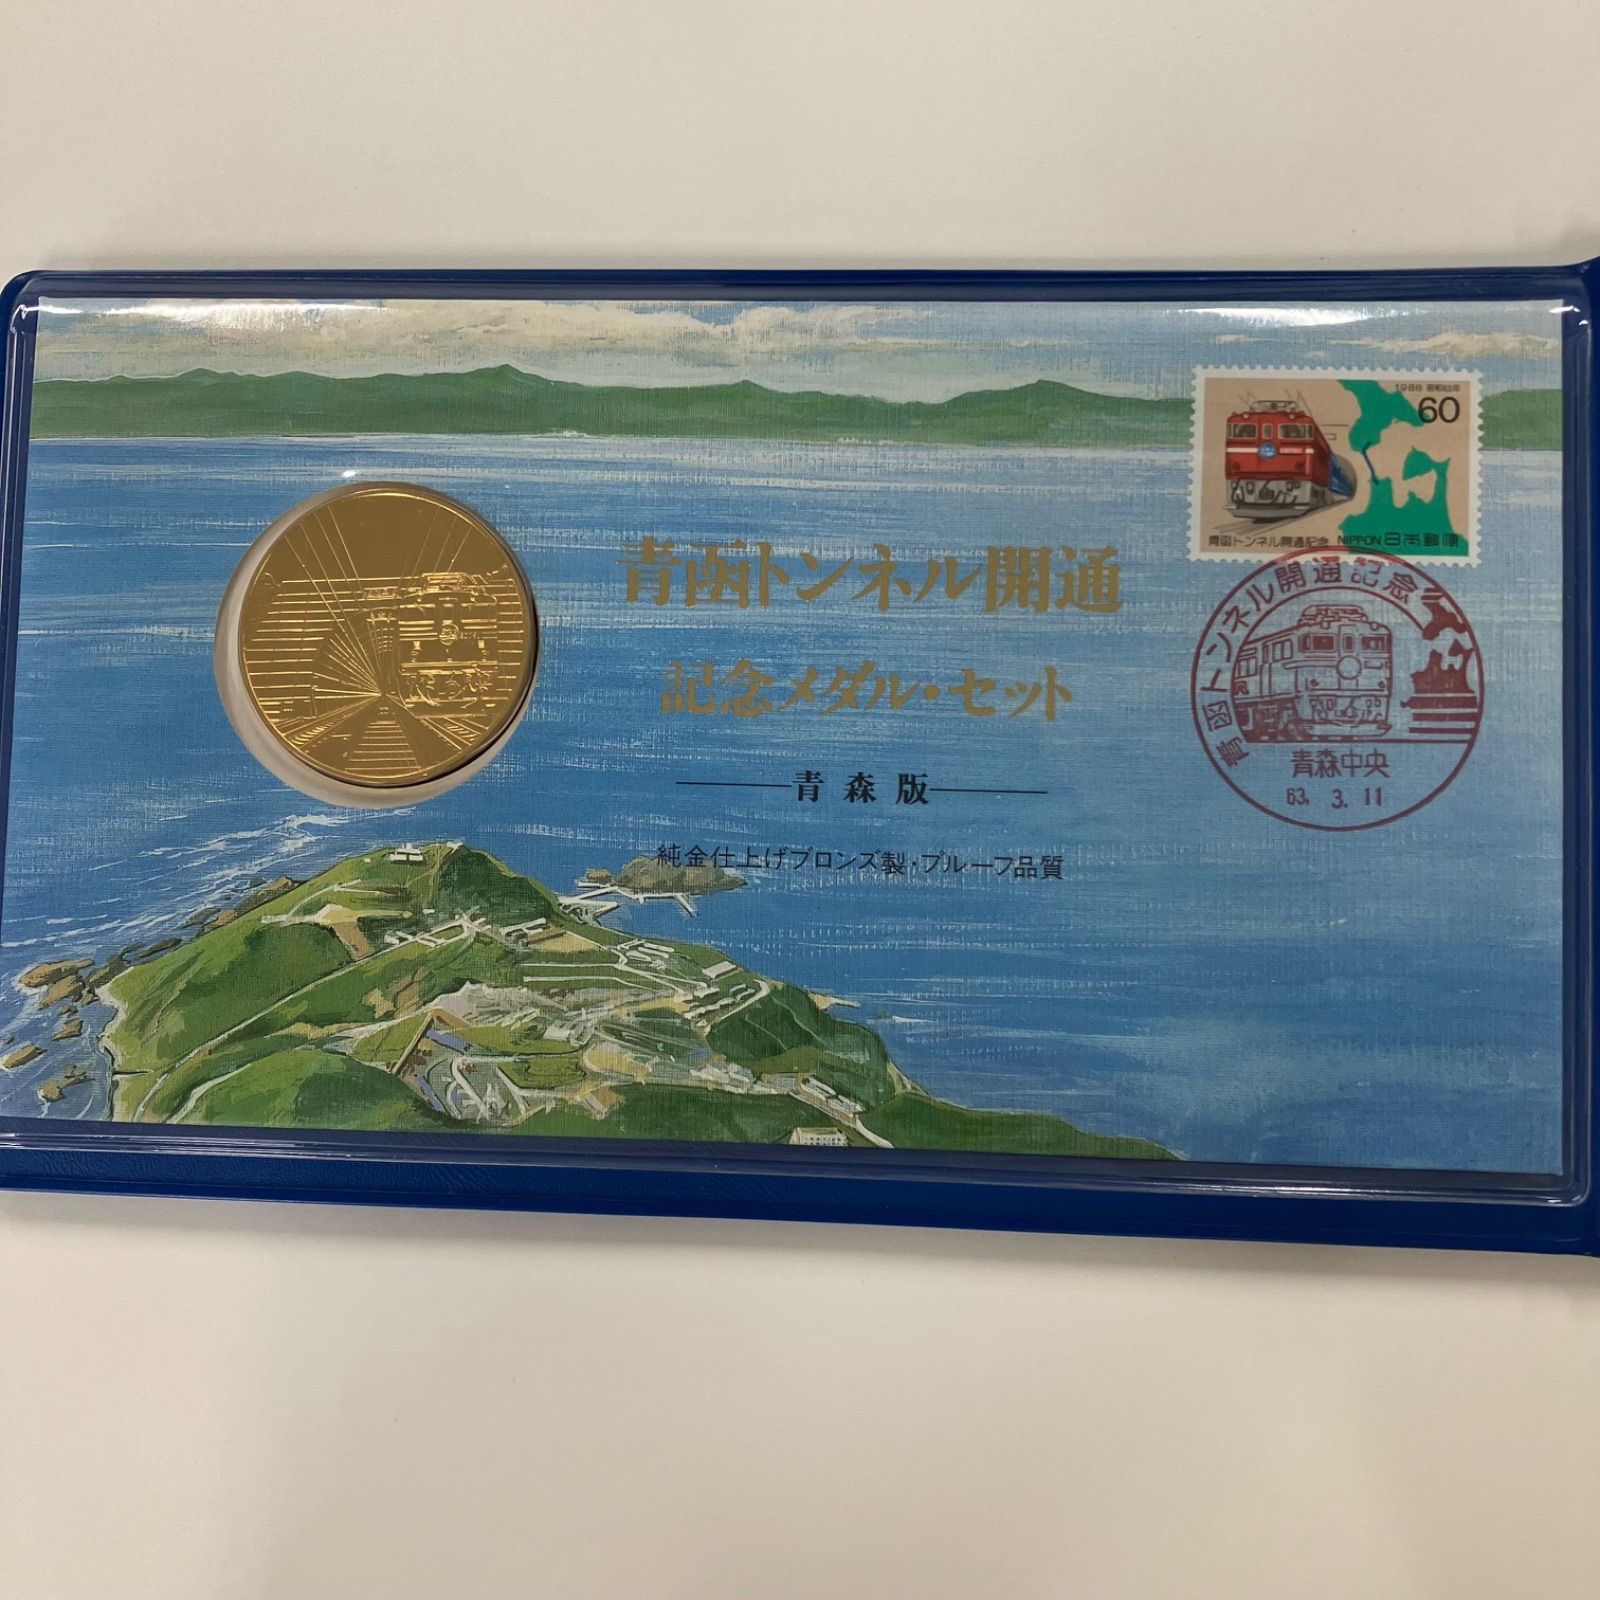 1988 昭和63年
60
青函トンネル開通記念 NIPPON 日本郵便
青函トンネル開通
記念メダル・セット
青森版
純金仕上げブロンズ製・プルーフ品質
青函トンネル開通記念
青森中央
63. 3. 11